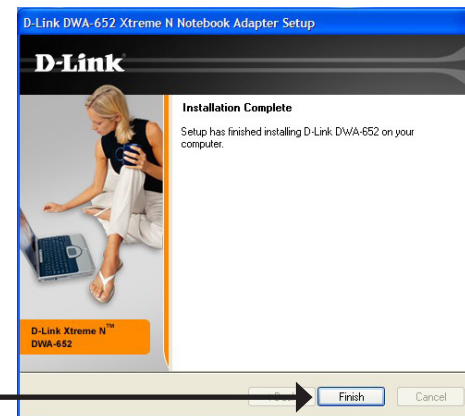 D-Link DWA-652 Xtreme N Notebook Adapter Setup
D-Link
Installation Complete
Setup has finished installing D-Link DWA-652 on your
computer.
D-Link Xtreme N™
DWA-652
Finish
Cancel